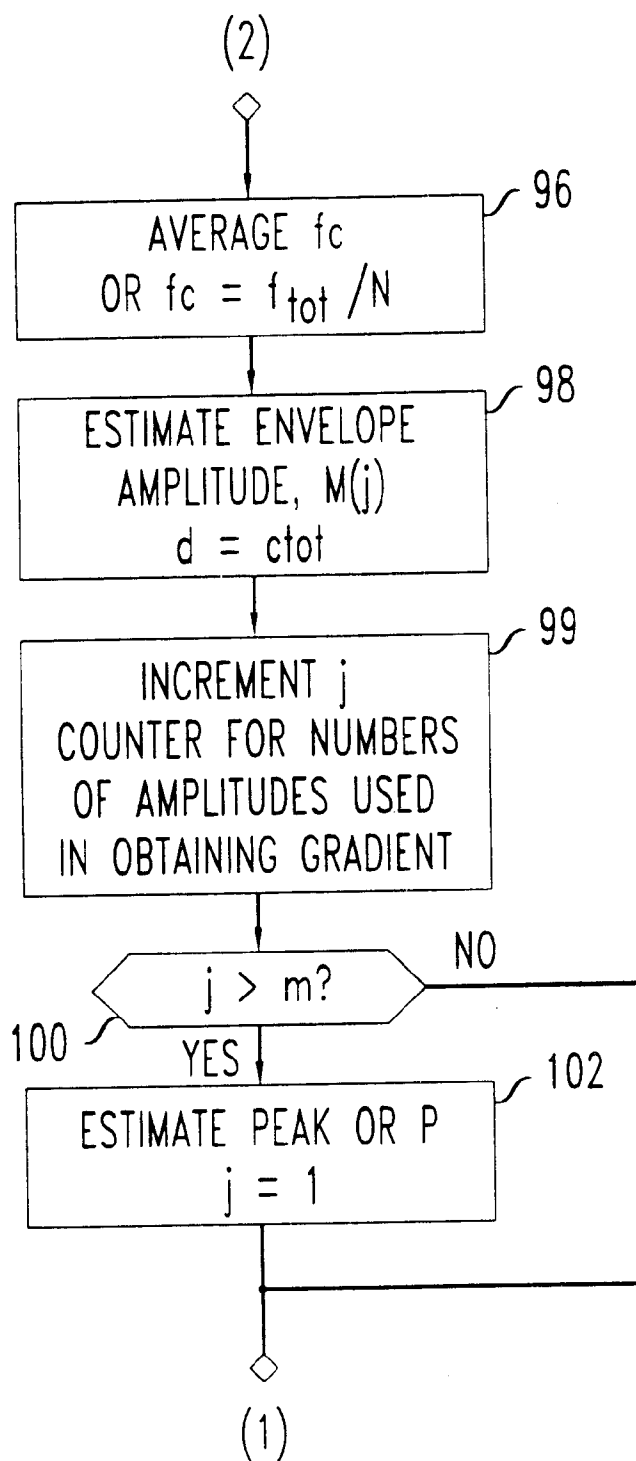 (2)
96
AVERAGE fc
OR fc = f_tot /N
98
ESTIMATE ENVELOPE
AMPLITUDE, M(j)
d = ctot
99
INCREMENT j
COUNTER FOR NUMBERS
OF AMPLITUDES USED
IN OBTAINING GRADIENT
NO
j > m?
100
YES
102
ESTIMATE PEAK OR P
j = 1
(1)